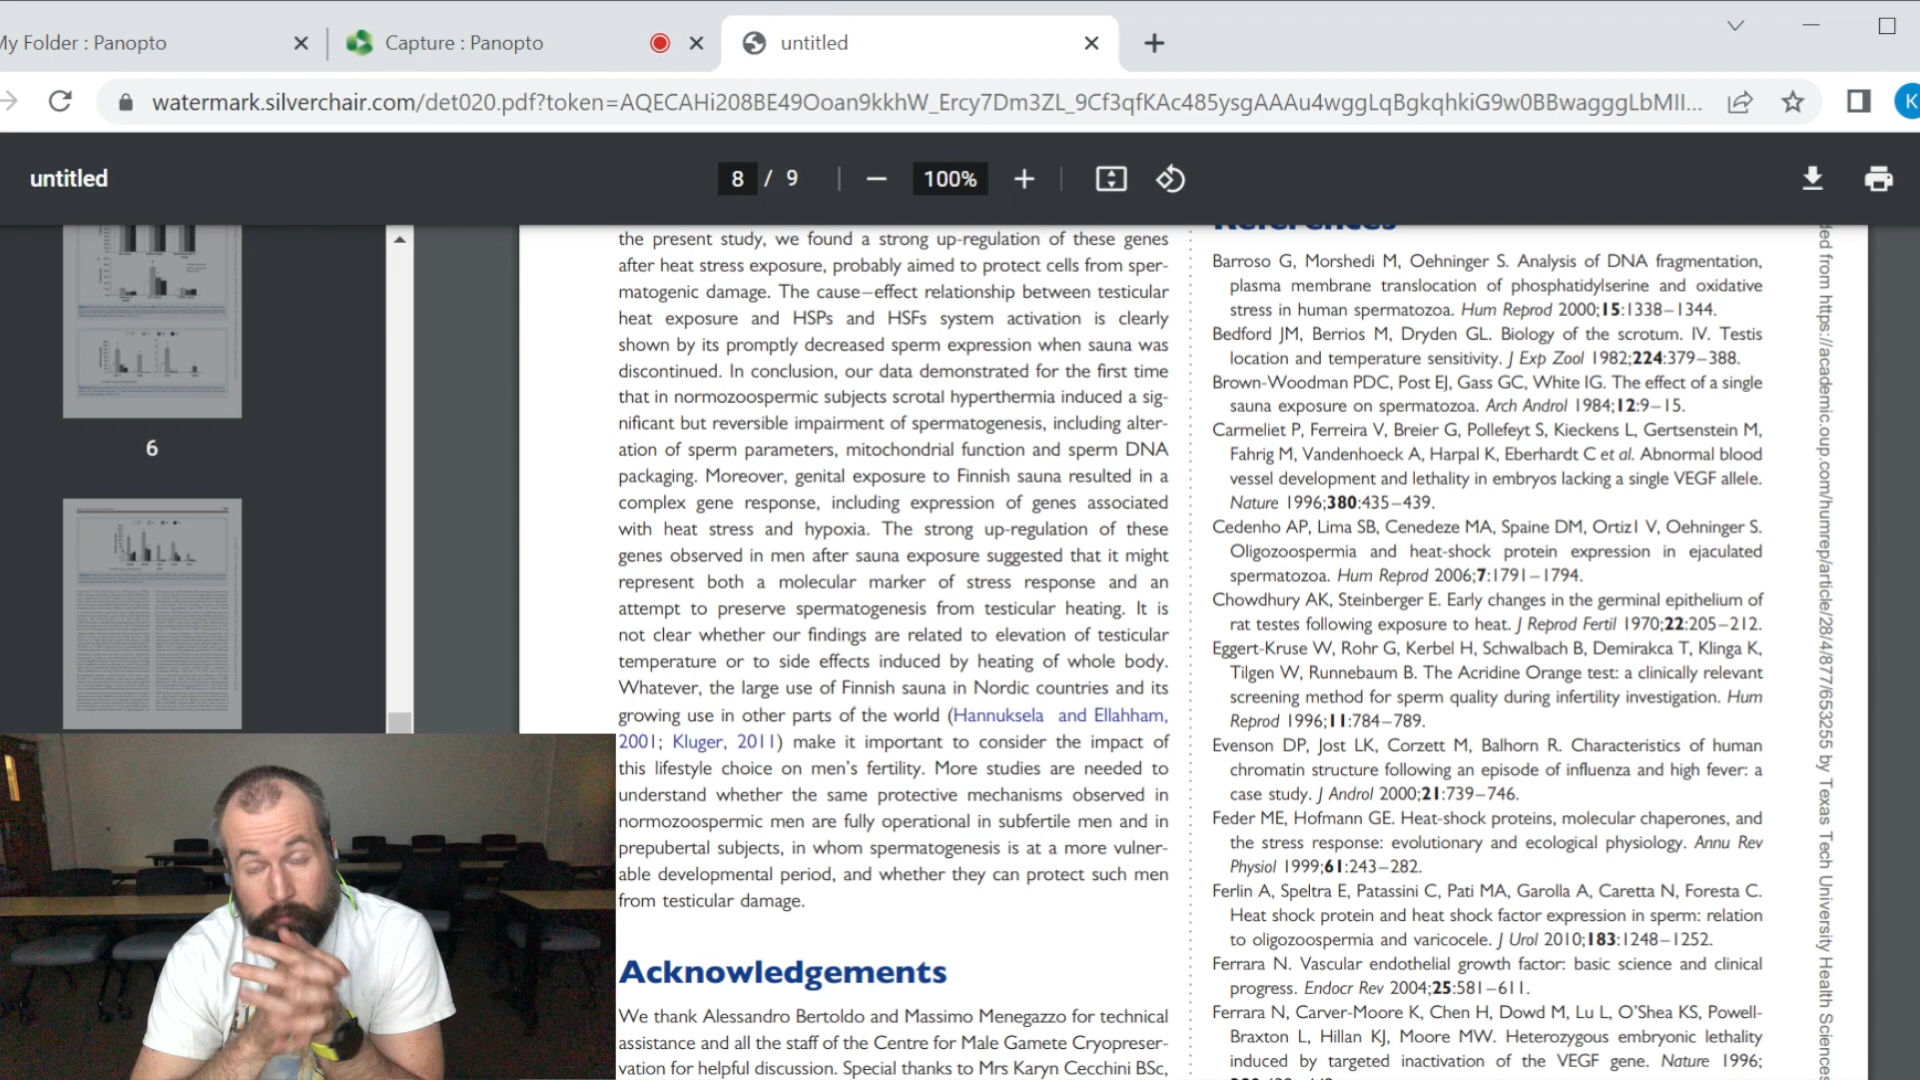 My Folder : Panopto
Capture : Panopto
untitled
watermark.silverchair.com/det020.pdf?token=AQECAHi208BE49Ooan9kkhW_Ercy7Dm3ZL_9Cf3qfKAc485ysgAAAu4wggLqBgkqhkiG9w0BBwagggLbMII...
K
untitled
8 / 9
100%
6
the present study, we found a strong up-regulation of these genes
after heat stress exposure, probably aimed to protect cells from sper-
matogenic damage. The cause–effect relationship between testicular
heat exposure and HSPs and HSFs system activation is clearly
shown by its promptly decreased sperm expression when sauna was
discontinued. In conclusion, our data demonstrated for the first time
that in normozoospermic subjects scrotal hyperthermia induced a sig-
nificant but reversible impairment of spermatogenesis, including alter-
ation of sperm parameters, mitochondrial function and sperm DNA
packaging. Moreover, genital exposure to Finnish sauna resulted in a
complex gene response, including expression of genes associated
with heat stress and hypoxia. The strong up-regulation of these
genes observed in men after sauna exposure suggested that it might
represent both a molecular marker of stress response and an
attempt to preserve spermatogenesis from testicular heating. It is
not clear whether our findings are related to elevation of testicular
temperature or to side effects induced by heating of whole body.
Whatever, the large use of Finnish sauna in Nordic countries and its
growing use in other parts of the world (Hannuksela and Ellahham,
2001; Kluger, 2011) make it important to consider the impact of
this lifestyle choice on men's fertility. More studies are needed to
understand whether the same protective mechanisms observed in
normozoospermic men are fully operational in subfertile men and in
prepubertal subjects, in whom spermatogenesis is at a more vulner-
able developmental period, and whether they can protect such men
from testicular damage.
Acknowledgements
We thank Alessandro Bertoldo and Massimo Menegazzo for technical
assistance and all the staff of the Centre for Male Gamete Cryopreser-
vation for helpful discussion. Special thanks to Mrs Karyn Cecchini BSc,
References
Barroso G, Morshedi M, Oehninger S. Analysis of DNA fragmentation,
plasma membrane translocation of phosphatidylserine and oxidative
stress in human spermatozoa. Hum Reprod 2000;15:1338–1344.
Bedford JM, Berrios M, Dryden GL. Biology of the scrotum. IV. Testis
location and temperature sensitivity. J Exp Zool 1982;224:379–388.
Brown-Woodman PDC, Post EJ, Gass GC, White IG. The effect of a single
sauna exposure on spermatozoa. Arch Androl 1984;12:9–15.
Carmeliet P, Ferreira V, Breier G, Pollefeyt S, Kieckens L, Gertsenstein M,
Fahrig M, Vandenhoeck A, Harpal K, Eberhardt C et al. Abnormal blood
vessel development and lethality in embryos lacking a single VEGF allele.
Nature 1996;380:435–439.
Cedenho AP, Lima SB, Cenedeze MA, Spaine DM, Ortiz1 V, Oehninger S.
Oligozoospermia and heat-shock protein expression in ejaculated
spermatozoa. Hum Reprod 2006;7:1791–1794.
Chowdhury AK, Steinberger E. Early changes in the germinal epithelium of
rat testes following exposure to heat. J Reprod Fertil 1970;22:205–212.
Eggert-Kruse W, Rohr G, Kerbel H, Schwalbach B, Demirakca T, Klinga K,
Tilgen W, Runnebaum B. The Acridine Orange test: a clinically relevant
screening method for sperm quality during infertility investigation. Hum
Reprod 1996;11:784–789.
Evenson DP, Jost LK, Corzett M, Balhorn R. Characteristics of human
chromatin structure following an episode of influenza and high fever: a
case study. J Androl 2000;21:739–746.
Feder ME, Hofmann GE. Heat-shock proteins, molecular chaperones, and
the stress response: evolutionary and ecological physiology. Annu Rev
Physiol 1999;61:243–282.
Ferlin A, Speltra E, Patassini C, Pati MA, Garolla A, Caretta N, Foresta C.
Heat shock protein and heat shock factor expression in sperm: relation
to oligozoospermia and varicocele. J Urol 2010;183:1248–1252.
Ferrara N. Vascular endothelial growth factor: basic science and clinical
progress. Endocr Rev 2004;25:581–611.
Ferrara N, Carver-Moore K, Chen H, Dowd M, Lu L, O'Shea KS, Powell-
Braxton L, Hillan KJ, Moore MW. Heterozygous embryonic lethality
induced by targeted inactivation of the VEGF gene. Nature 1996;
ded from https://academic.oup.com/humrep/article/28/4/877/653255 by Texas Tech University Health Sciences